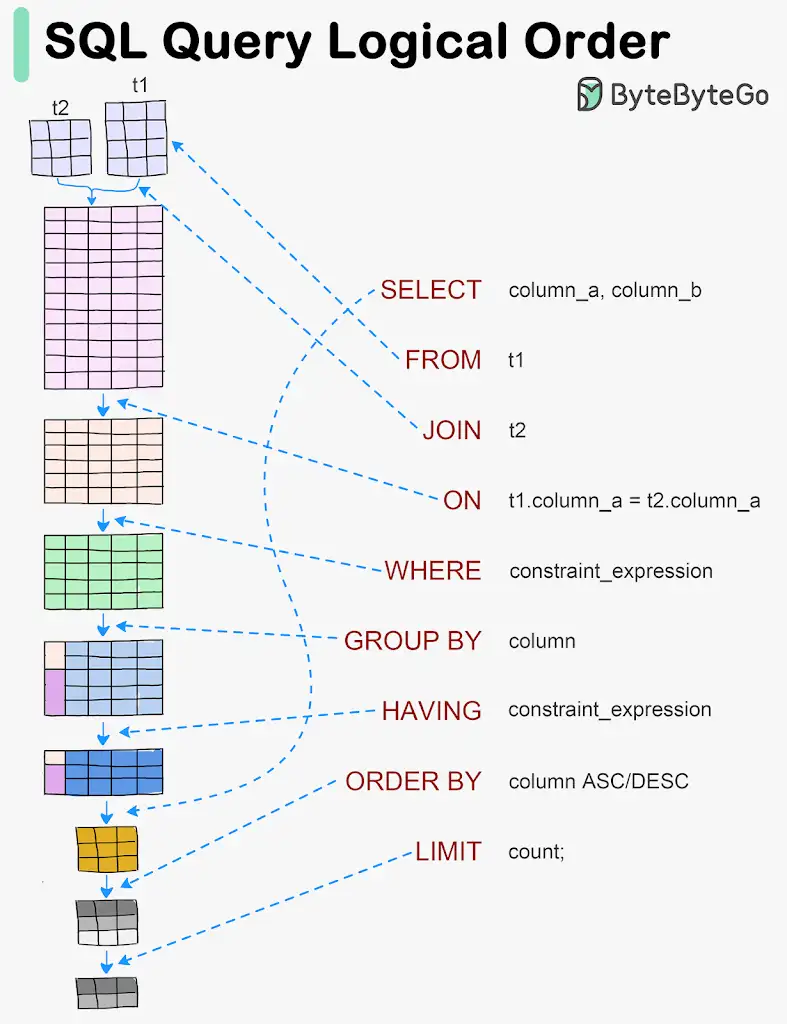 SQL Query Logical Order
ByteByteGo
t2 t1
SELECT column_a, column_b
FROM t1
JOIN t2
ON t1.column_a = t2.column_a
WHERE constraint_expression
GROUP BY column
HAVING constraint_expression
ORDER BY column ASC/DESC
LIMIT count;